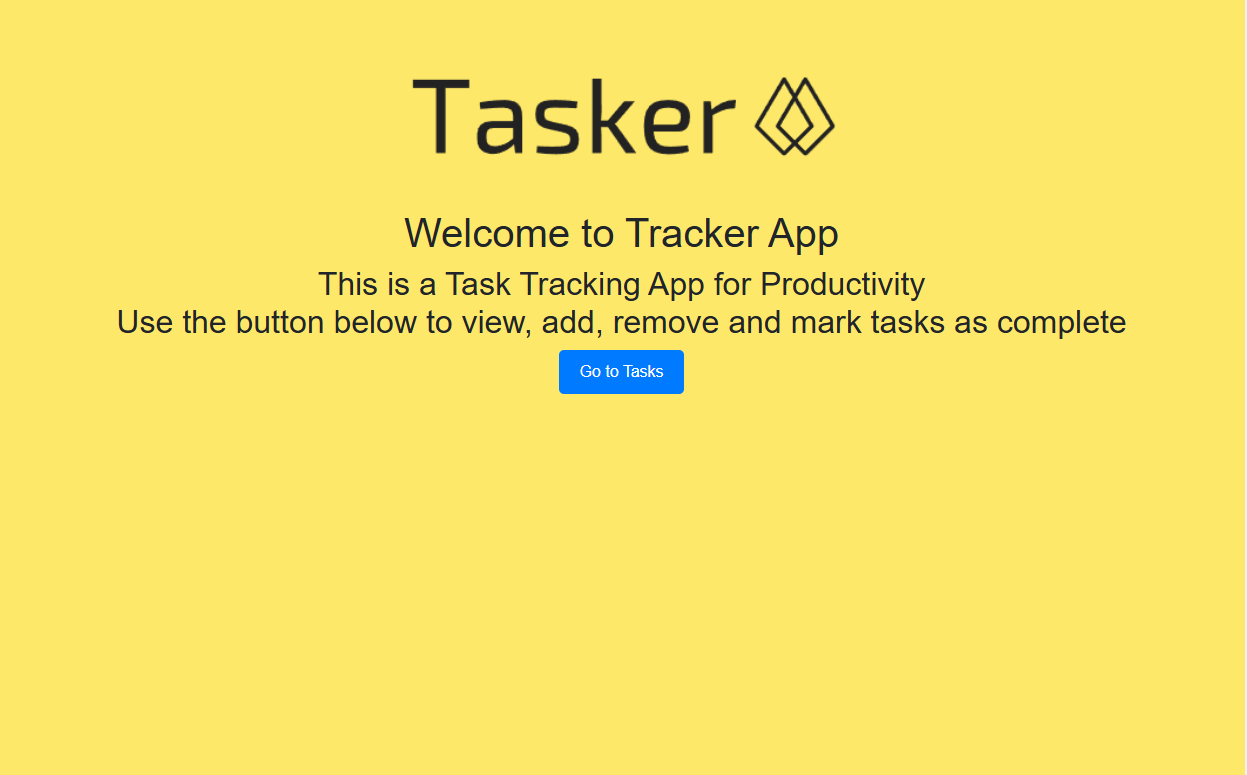 Tasker
Welcome to Tracker App
This is a Task Tracking App for Productivity
Use the button below to view, add, remove and mark tasks as complete
Go to Tasks